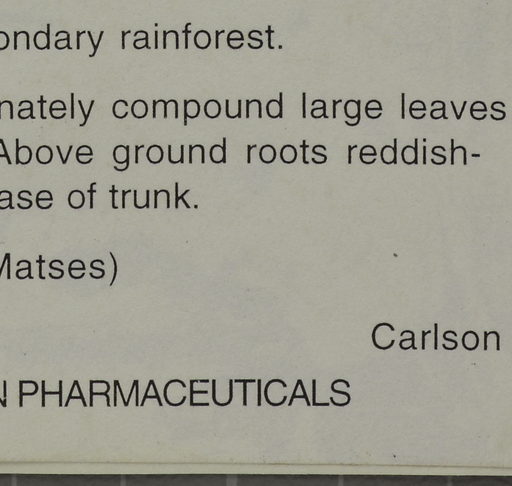 ondary rainforest.
nately compound large leaves
Above ground roots reddish-
ase of trunk.
Matses)
Carlson
N PHARMACEUTICALS